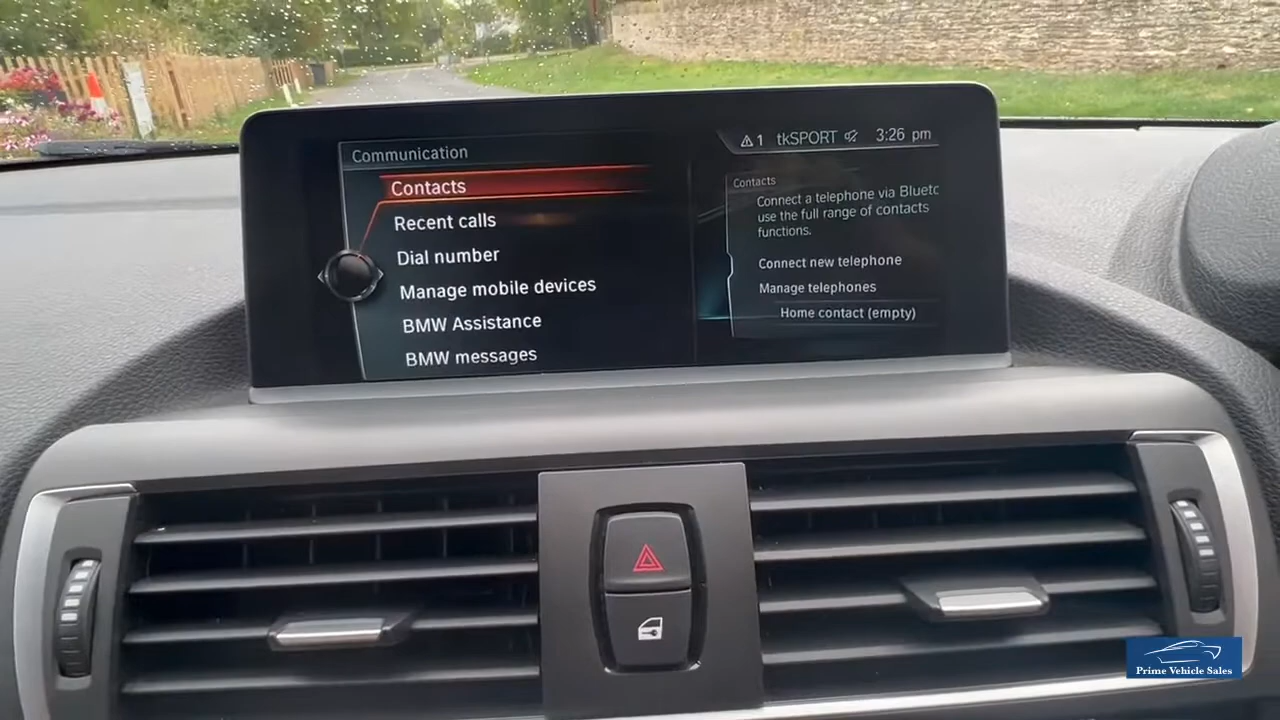 Communication
Contacts
Recent calls
Dial number
Manage mobile devices
BMW Assistance
BMW messages
1 tkSPORT 3:26 pm
Contacts
Connect a telephone via Bluetc
use the full range of contacts
functions.
Connect new telephone
Manage telephones
Home contact (empty)
Prime Vehicle Sales